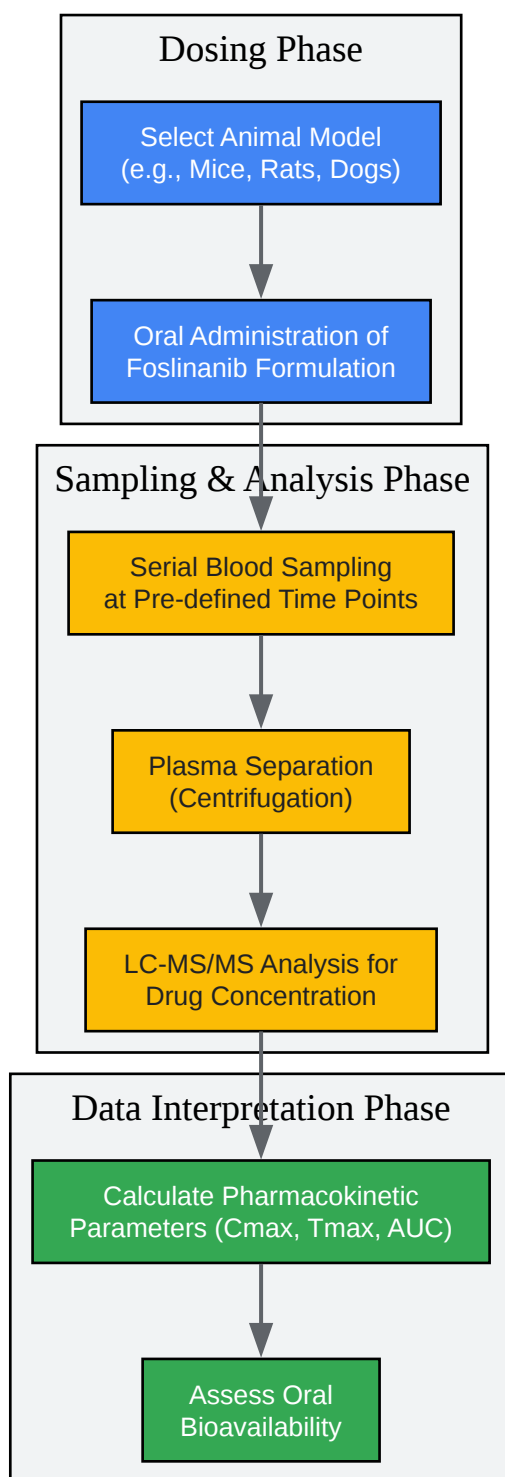 Dosing Phase
Select Animal Model
(e.g., Mice, Rats, Dogs)
Oral Administration of
Foslinanib Formulation
Sampling & Analysis Phase
Serial Blood Sampling
at Pre-defined Time Points
Plasma Separation
(Centrifugation)
LC-MS/MS Analysis for
Drug Concentration
Data Interpretation Phase
Calculate Pharmacokinetic
Parameters (Cmax, Tmax, AUC)
Assess Oral
Bioavailability